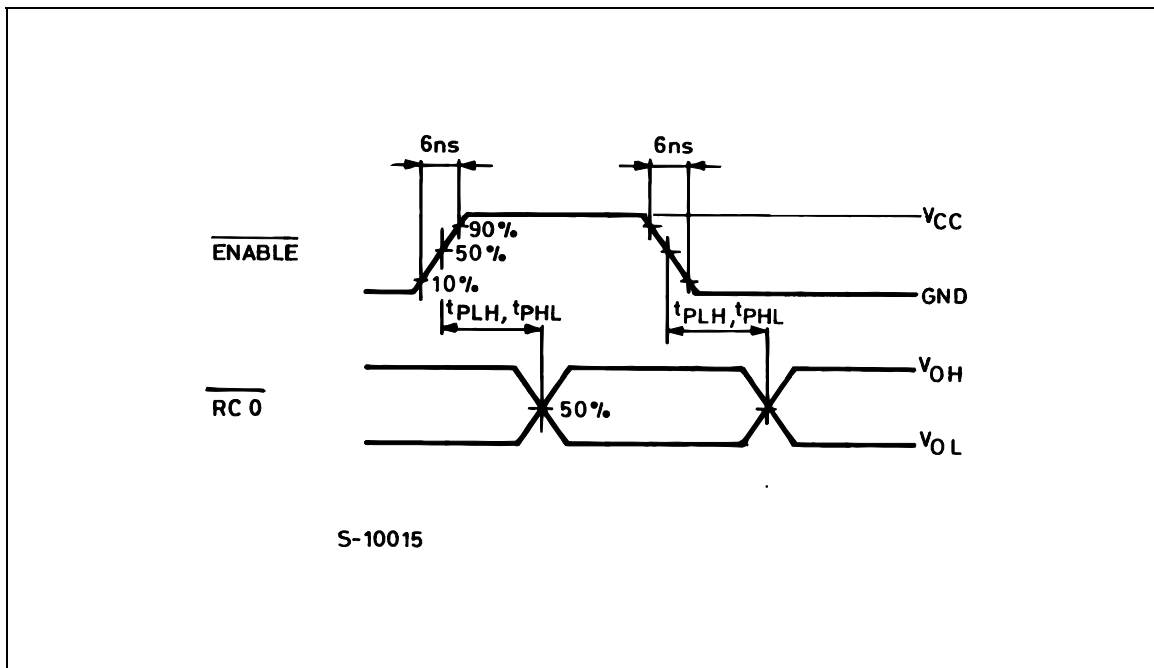 6ns
6ns
VCC
90%
ENABLE
50%
10%
GND
tPLH, tPHL
tPLH, tPHL
VOH
RC 0
50%
VOL
S-10015